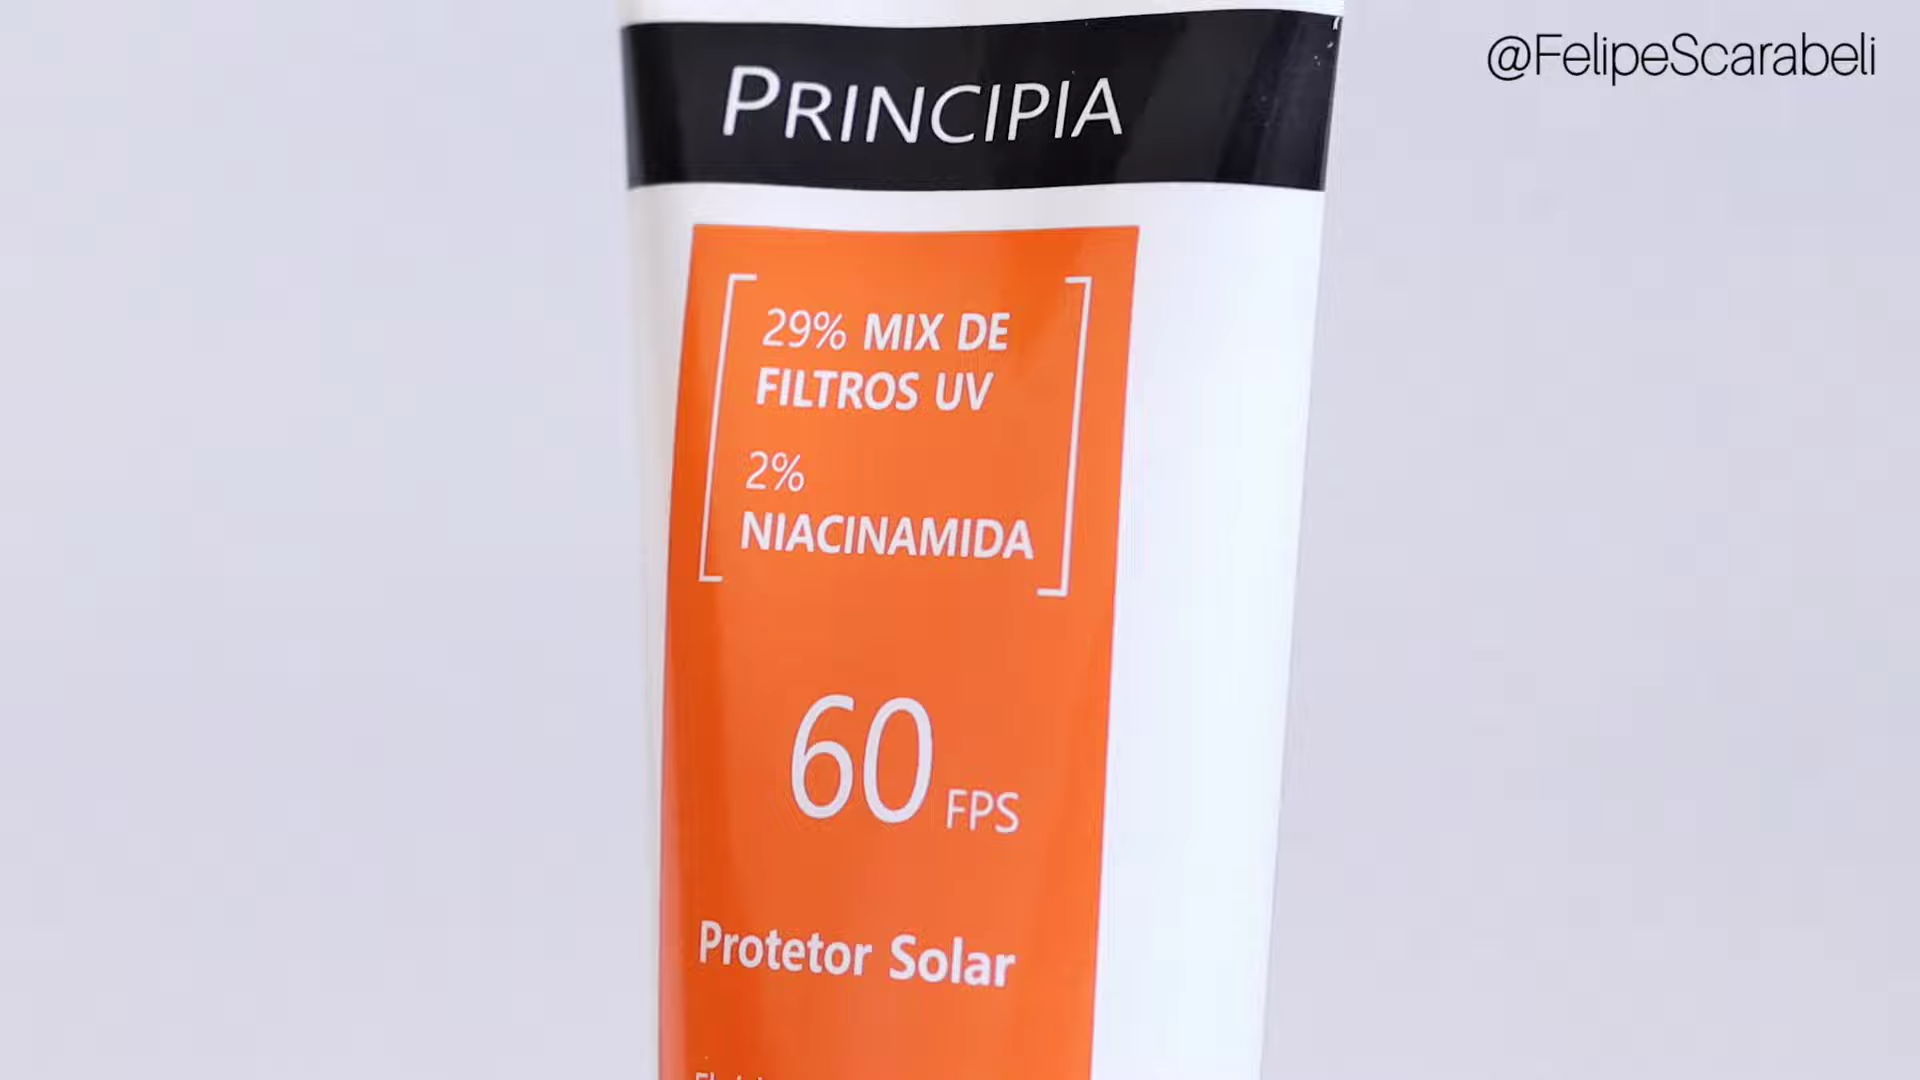 @FelipeScarabeli
PRINCIPIA
29% MIX DE
FILTROS UV
2%
NIACINAMIDA
60 FPS
Protetor Solar